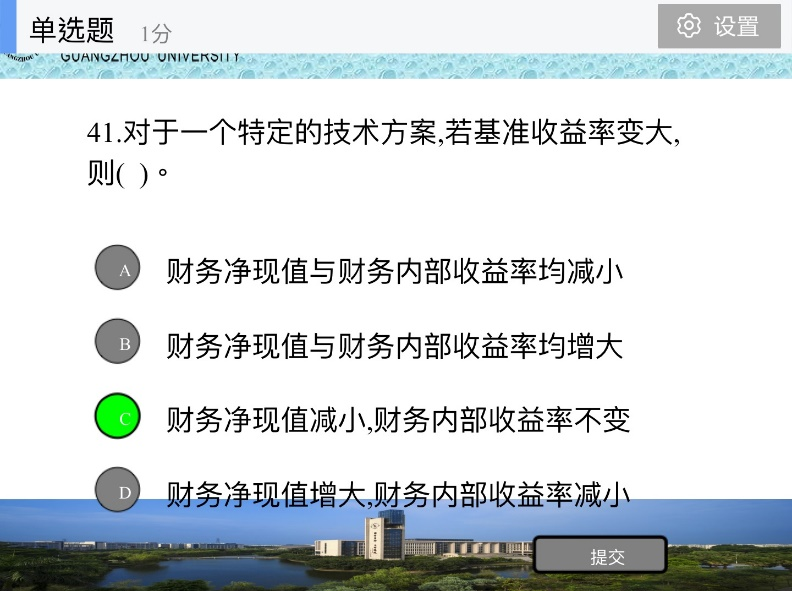 单选题 1分
设置
GUANGZHOU UNIVERSITY
41.对于一个特定的技术方案,若基准收益率变大,
则( )。
A 财务净现值与财务内部收益率均减小
B 财务净现值与财务内部收益率均增大
C 财务净现值减小,财务内部收益率不变
D 财务净现值增大,财务内部收益率减小
提交